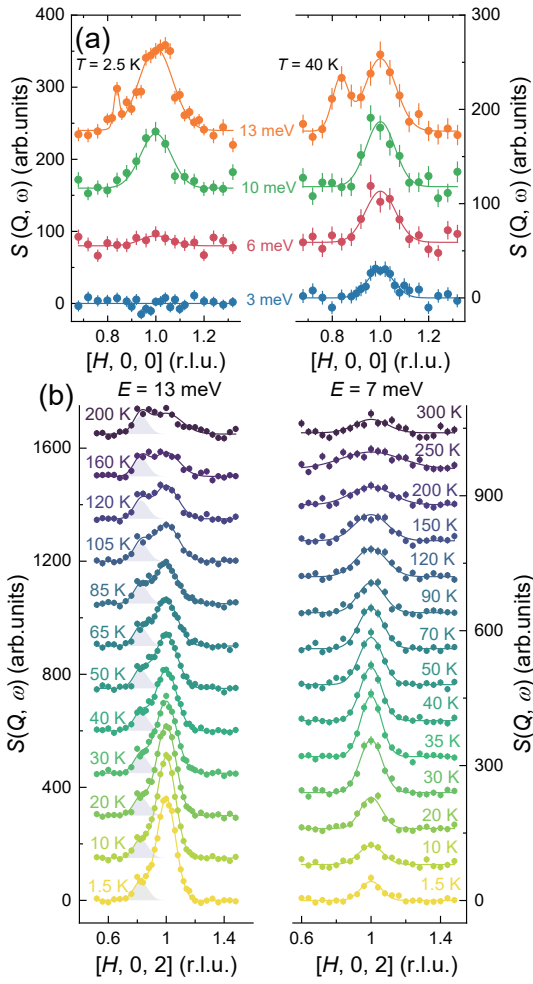 (a)
T = 2.5 K
T = 40 K
S (Q, ω) (arb.units)
400
300
200
100
0
300
200
100
0
S (Q, ω) (arb.units)
13 meV
10 meV
6 meV
3 meV
0.8 1.0 1.2
0.8 1.0 1.2
[H, 0, 0] (r.l.u.)
[H, 0, 0] (r.l.u.)
(b)
E = 13 meV
E = 7 meV
S(Q, ω) (arb.units)
1600
1200
800
400
0
200 K
160 K
120 K
105 K
85 K
65 K
50 K
40 K
30 K
20 K
10 K
1.5 K
300 K
250 K
200 K
150 K
120 K
90 K
70 K
50 K
40 K
35 K
30 K
20 K
10 K
1.5 K
900
600
300
0
S(Q, ω) (arb.units)
0.6 1 1.4
0.6 1 1.4
[H, 0, 2] (r.l.u.)
[H, 0, 2] (r.l.u.)